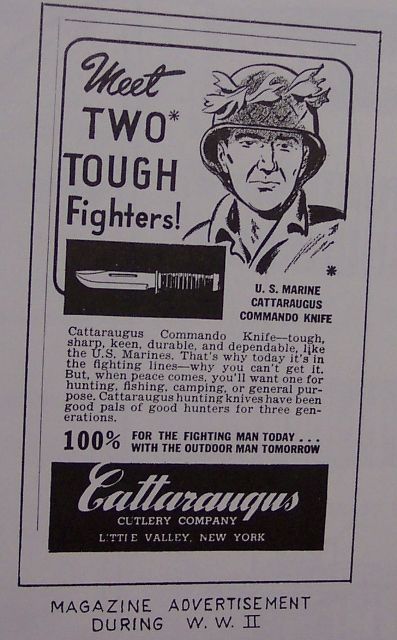 Meet
TWO*
TOUGH
Fighters!
*
U. S. MARINE
CATTARAUGUS
COMMANDO KNIFE
Cattaraugus Commando Knife—tough,
sharp, keen, durable, and dependable, like
the U.S. Marines. That's why today it's in
the fighting lines—why you can't get it.
But, when peace comes, you'll want one for
hunting, fishing, camping, or general pur-
pose. Cattaraugus hunting knives have been
good pals of good hunters for three gen-
erations.
100% FOR THE FIGHTING MAN TODAY . . .
WITH THE OUTDOOR MAN TOMORROW
Cattaraugus
CUTLERY COMPANY
LITTLE VALLEY, NEW YORK
MAGAZINE ADVERTISEMENT
DURING W. W. II